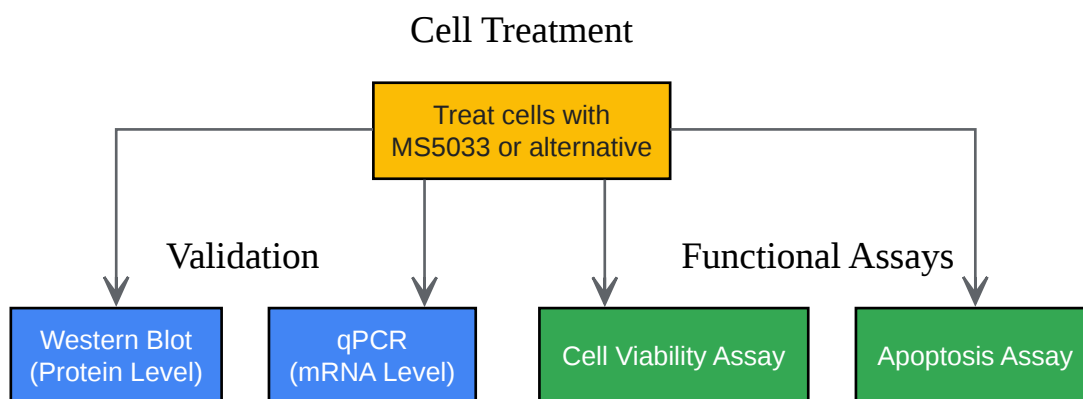 Cell Treatment
Treat cells with
MS5033 or alternative
Validation
Functional Assays
Western Blot
(Protein Level)
qPCR
(mRNA Level)
Cell Viability Assay
Apoptosis Assay